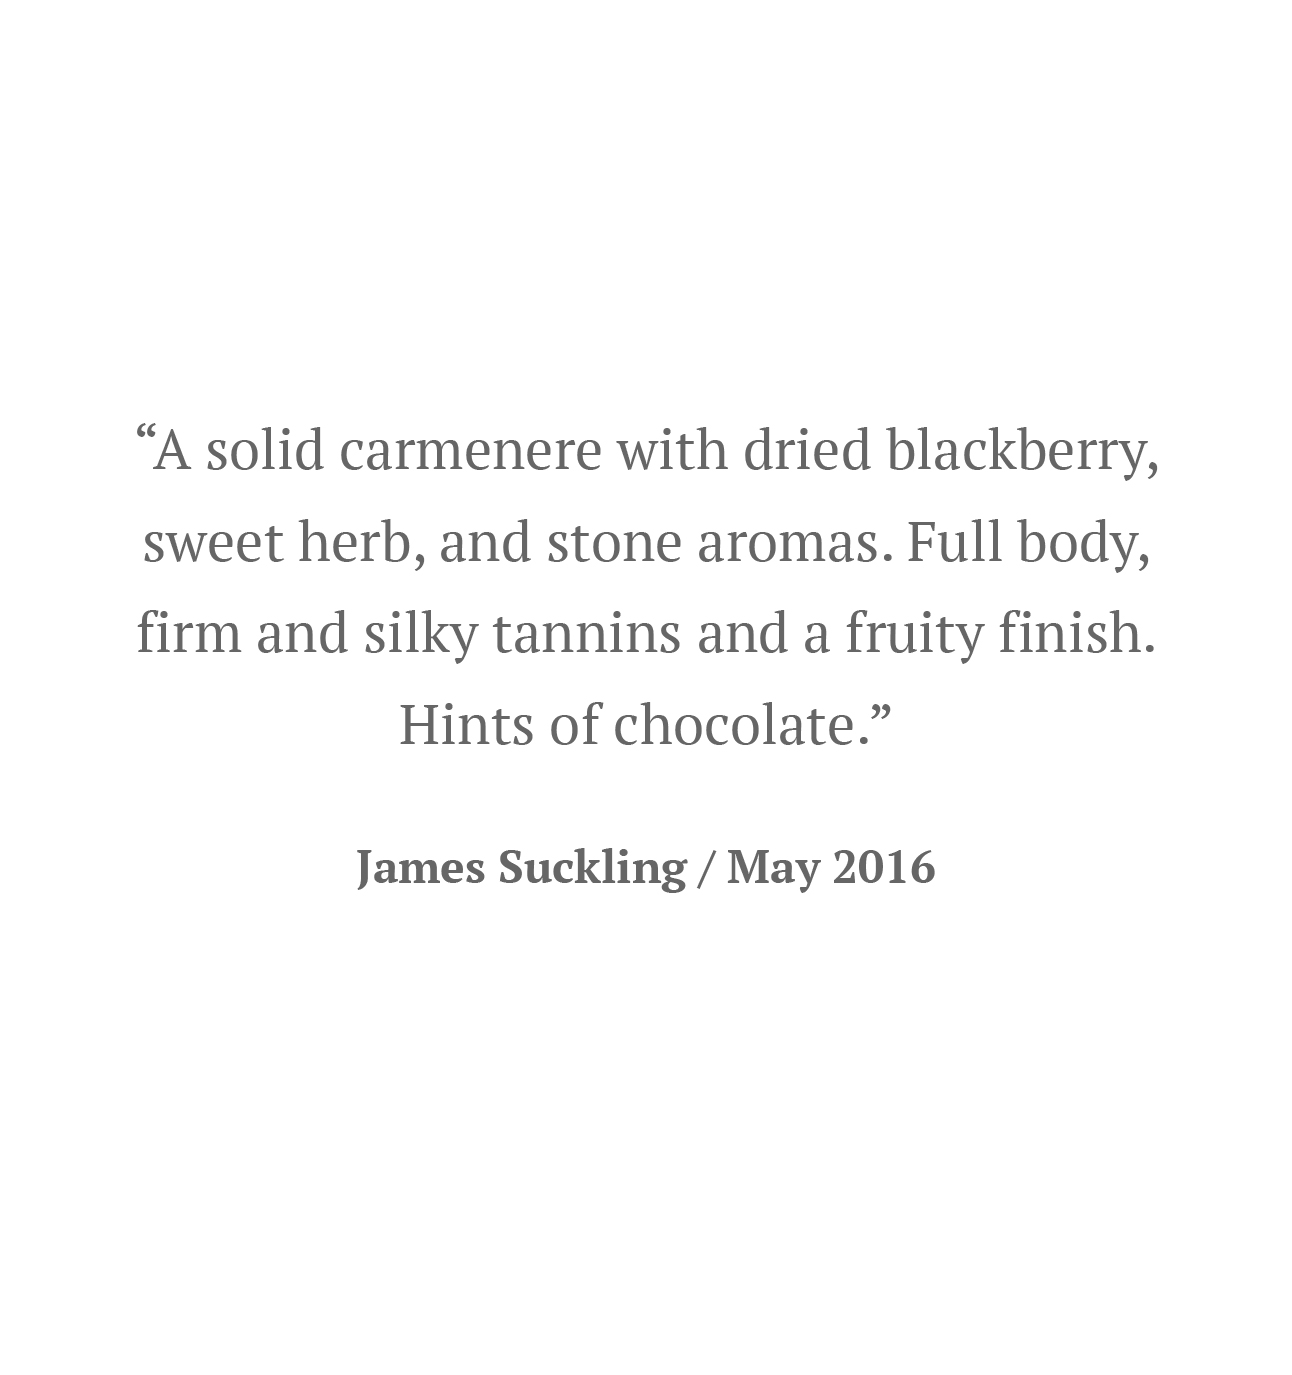 “A solid carmenere with dried blackberry,
sweet herb, and stone aromas. Full body,
firm and silky tannins and a fruity finish.
Hints of chocolate.”
James Suckling / May 2016